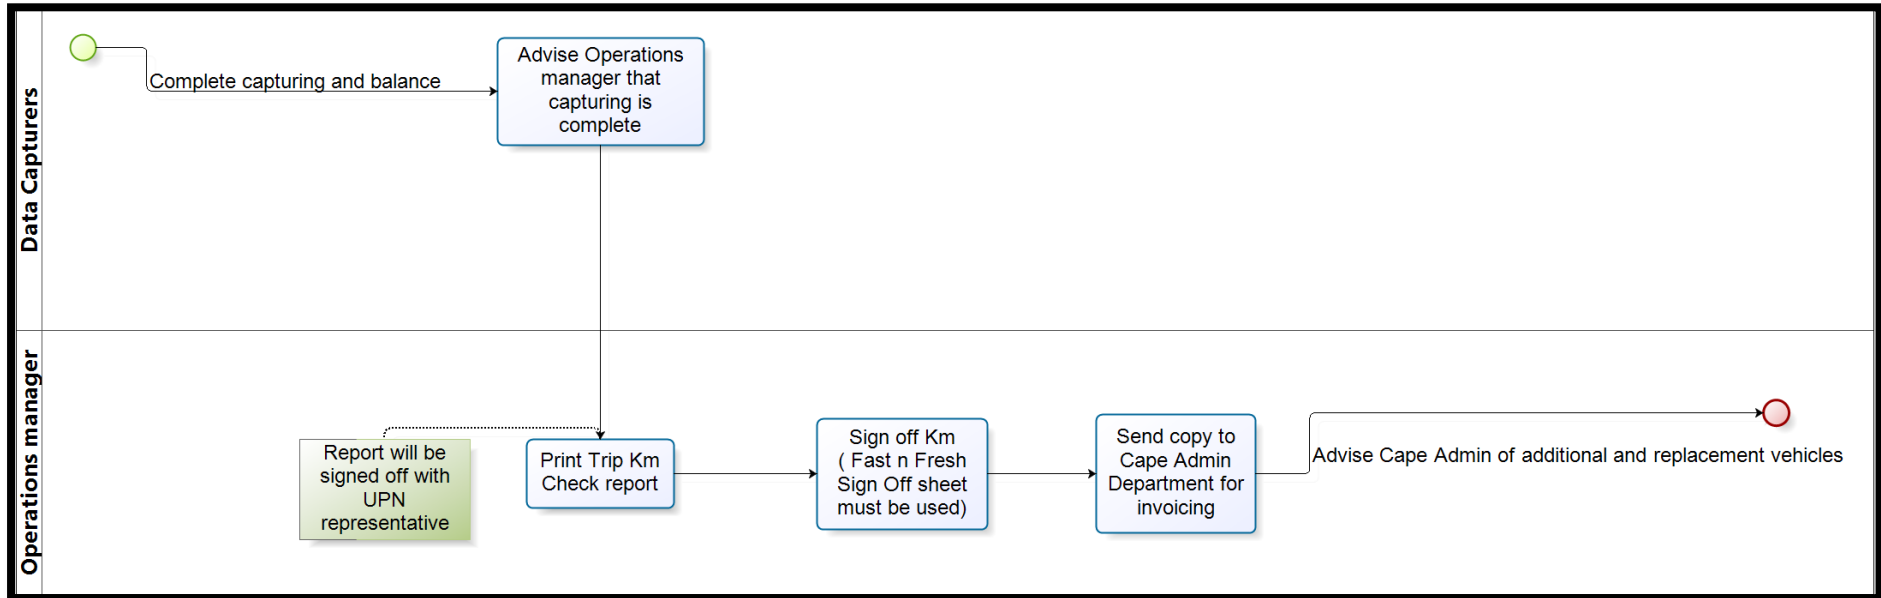 Data Capturers
Complete capturing and balance
Advise Operations
manager that
capturing is
complete
Operations manager
Report will be
signed off with
UPN
representative
Print Trip Km
Check report
Sign off Km
( Fast n Fresh
Sign Off sheet
must be used)
Send copy to
Cape Admin
Department for
invoicing
Advise Cape Admin of additional and replacement vehicles